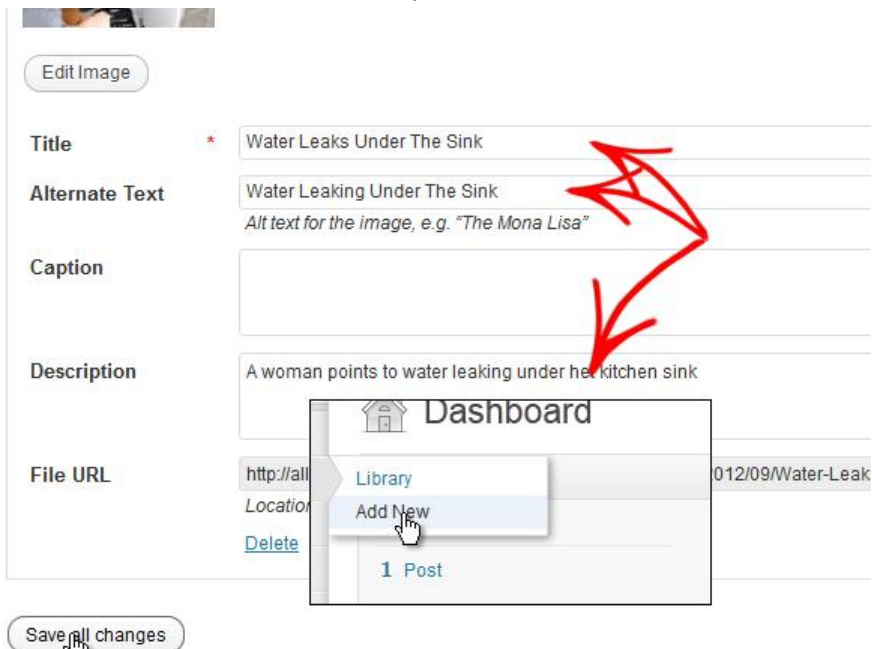 Edit Image
Title * Water Leaks Under The Sink
Alternate Text Water Leaking Under The Sink
Alt text for the image, e.g. “The Mona Lisa”
Caption
Description A woman points to water leaking under her kitchen sink
Dashboard
File URL http://all 2012/09/Water-Leak
Library
Location
Add New
Delete
1 Post
Save all changes